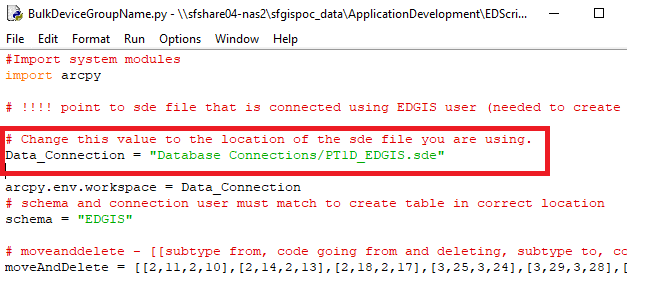 BulkDeviceGroupName.py - \\sfshare04-nas2\sfgispoc_data\ApplicationDevelopment\EDScri...
File Edit Format Run Options Window Help
#Import system modules
import arcpy
# !!!! point to sde file that is connected using EDGIS user (needed to create
# Change this value to the location of the sde file you are using.
Data_Connection = "Database Connections/PT1D_EDGIS.sde"
arcpy.env.workspace = Data_Connection
# schema and connection user must match to create table in correct location
schema = "EDGIS"
# moveanddelete - [[subtype from, code going from and deleting, subtype to, co
moveAndDelete = [[2,11,2,10],[2,14,2,13],[2,18,2,17],[3,25,3,24],[3,29,3,28],[